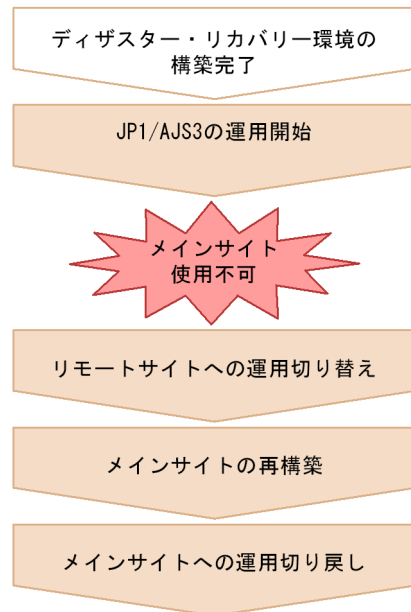 ディザスター・リカバリー環境の
構築完了
JP1/AJS3の運用開始
メインサイト
使用不可
リモートサイトへの運用切り替え
メインサイトの再構築
メインサイトへの運用切り戻し